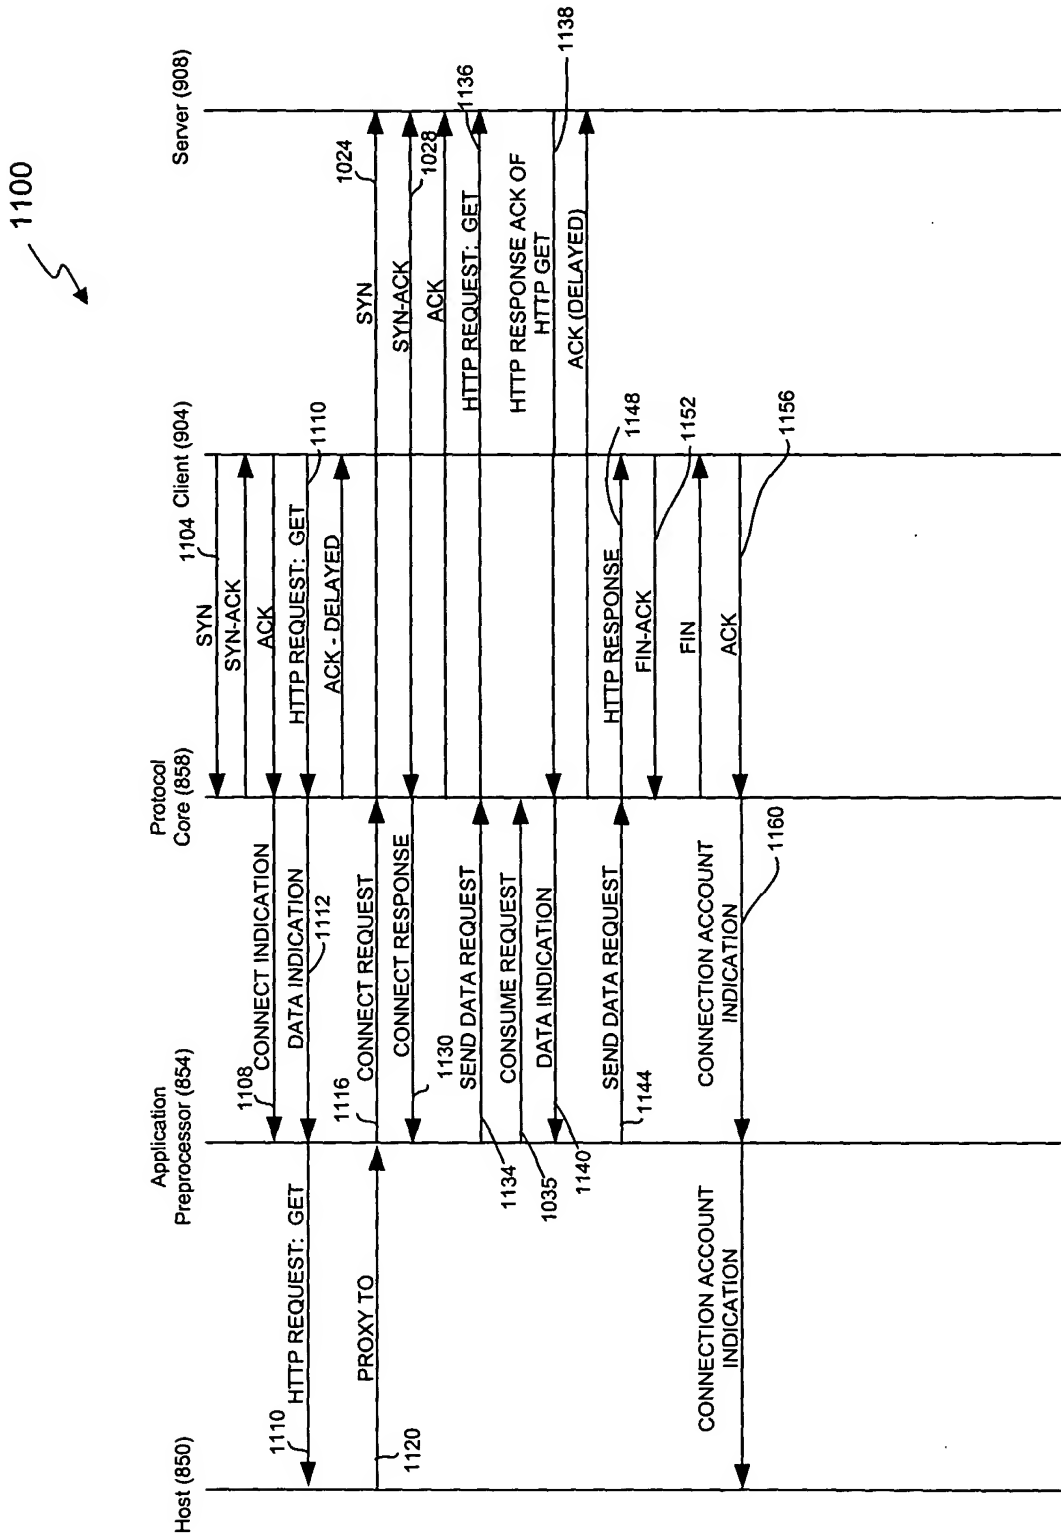 1100
Host (850)
Application
Preprocessor (854)
Protocol
Core (858)
Client (904)
Server (908)
1104
SYN
SYN-ACK
1108
CONNECT INDICATION
ACK
1110
HTTP REQUEST: GET
DATA INDICATION
1112
HTTP REQUEST: GET
1110
ACK - DELAYED
PROXY TO
1120
1116
CONNECT REQUEST
SYN
1024
CONNECT RESPONSE
1130
SYN-ACK
1028
ACK
SEND DATA REQUEST
1134
HTTP REQUEST: GET
1136
CONSUME REQUEST
1035
DATA INDICATION
1140
HTTP RESPONSE ACK OF
HTTP GET
1138
ACK (DELAYED)
SEND DATA REQUEST
1144
HTTP RESPONSE
1148
FIN-ACK
1152
FIN
CONNECTION ACCOUNT
INDICATION
CONNECTION ACCOUNT
INDICATION
1160
ACK
1156